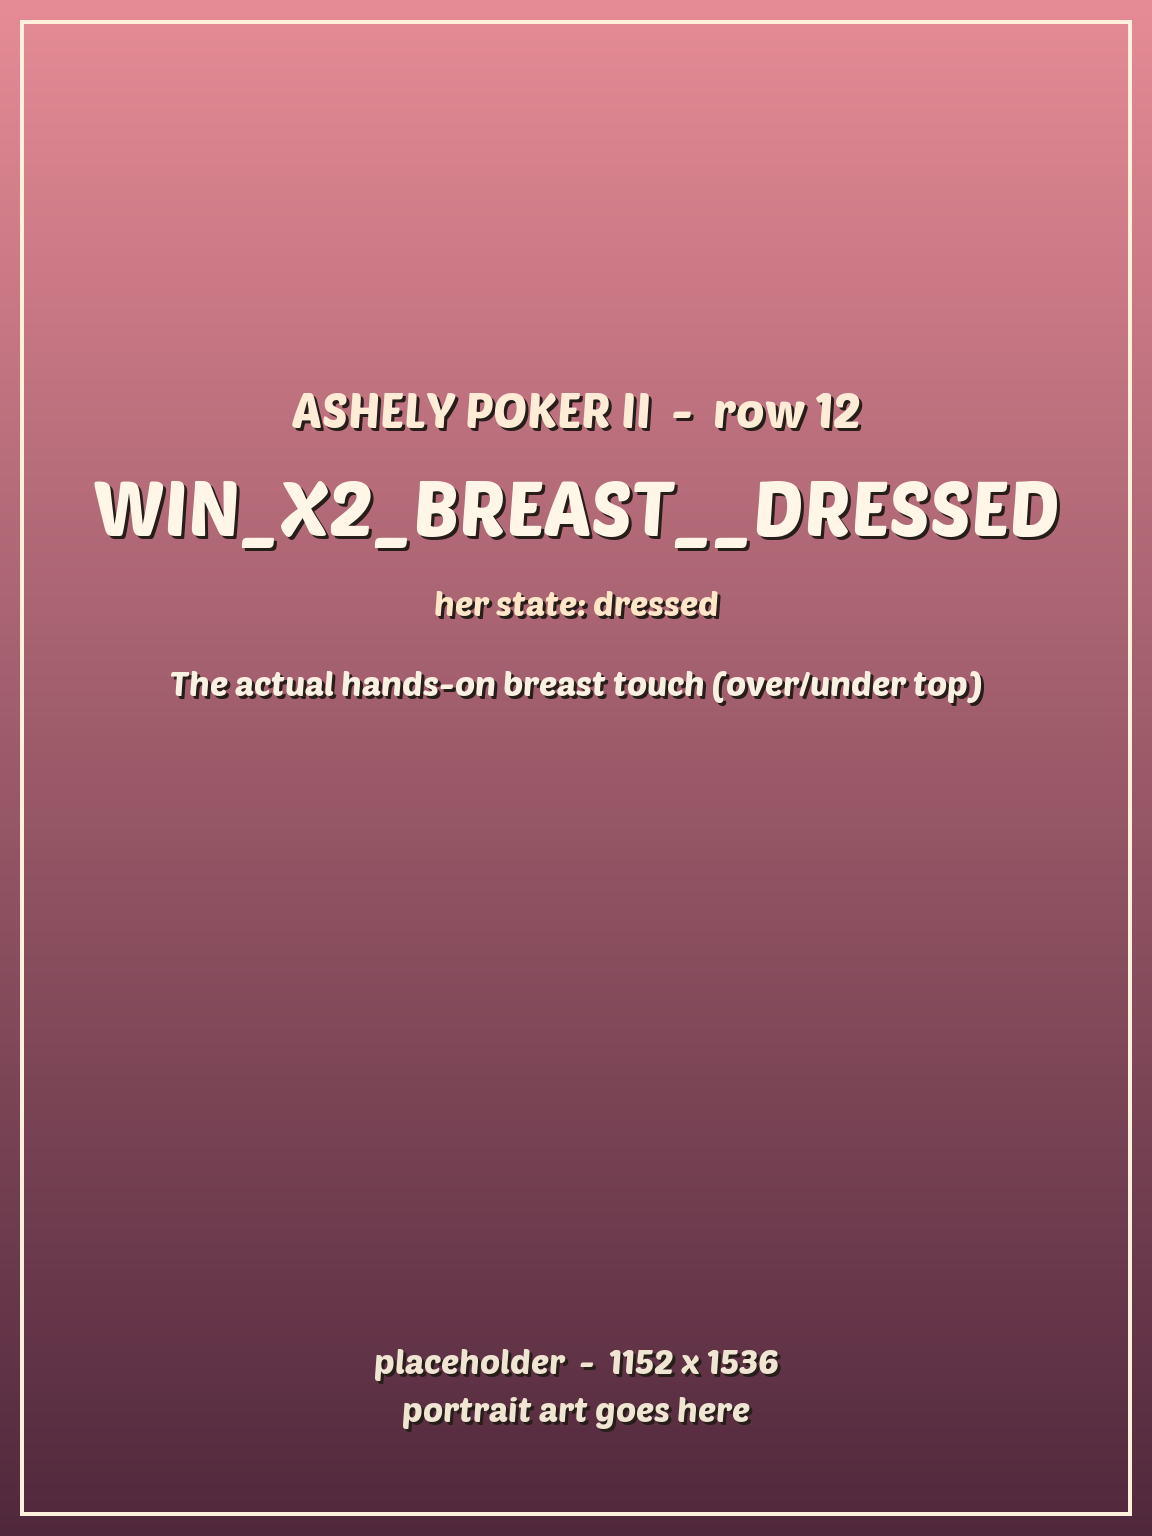 ASHELY POKER II - row 12
WIN_X2_BREAST__DRESSED
her state: dressed
The actual hands-on breast touch (over/under top)
placeholder - 1152 x 1536
portrait art goes here